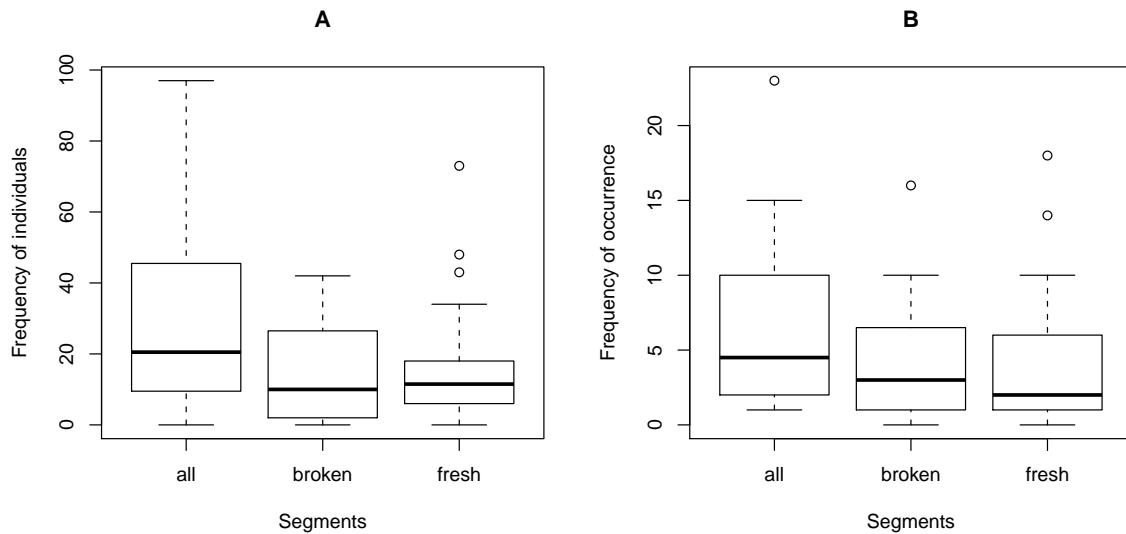 A
Frequency of individuals
0 20 40 60 80 100
all broken fresh
Segments
B
Frequency of occurrence
0 5 10 15 20
all broken fresh
Segments